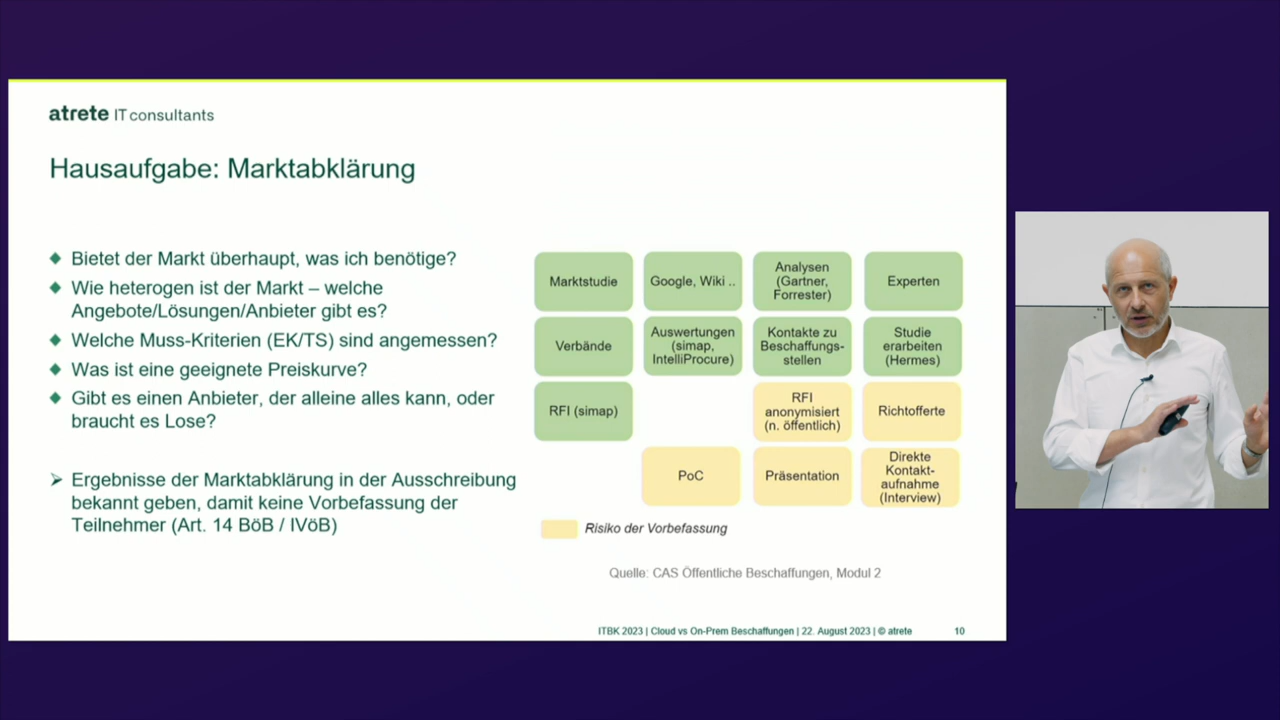 atrete IT consultants
Hausaufgabe: Marktabklärung
Bietet der Markt überhaupt, was ich benötige?
Wie heterogen ist der Markt – welche
Angebote/Lösungen/Anbieter gibt es?
Welche Muss-Kriterien (EK/TS) sind angemessen?
Was ist eine geeignete Preiskurve?
Gibt es einen Anbieter, der alleine alles kann, oder
braucht es Lose?
Ergebnisse der Marktabklärung in der Ausschreibung
bekannt geben, damit keine Vorbefassung der
Teilnehmer (Art. 14 BöB / IVöB)
Marktstudie
Google, Wiki ..
Analysen
(Gartner,
Forrester)
Experten
Verbände
Auswertungen
(simap,
IntelliProcure)
Kontakte zu
Beschaffungs-
stellen
Studie
erarbeiten
(Hermes)
RFI (simap)
RFI
anonymisiert
(n. öffentlich)
Richtofferte
PoC
Präsentation
Direkte
Kontakt-
aufnahme
(Interview)
Risiko der Vorbefassung
Quelle: CAS Öffentliche Beschaffungen, Modul 2
ITBK 2023 | Cloud vs On-Prem Beschaffungen | 22. August 2023 | © atrete 10